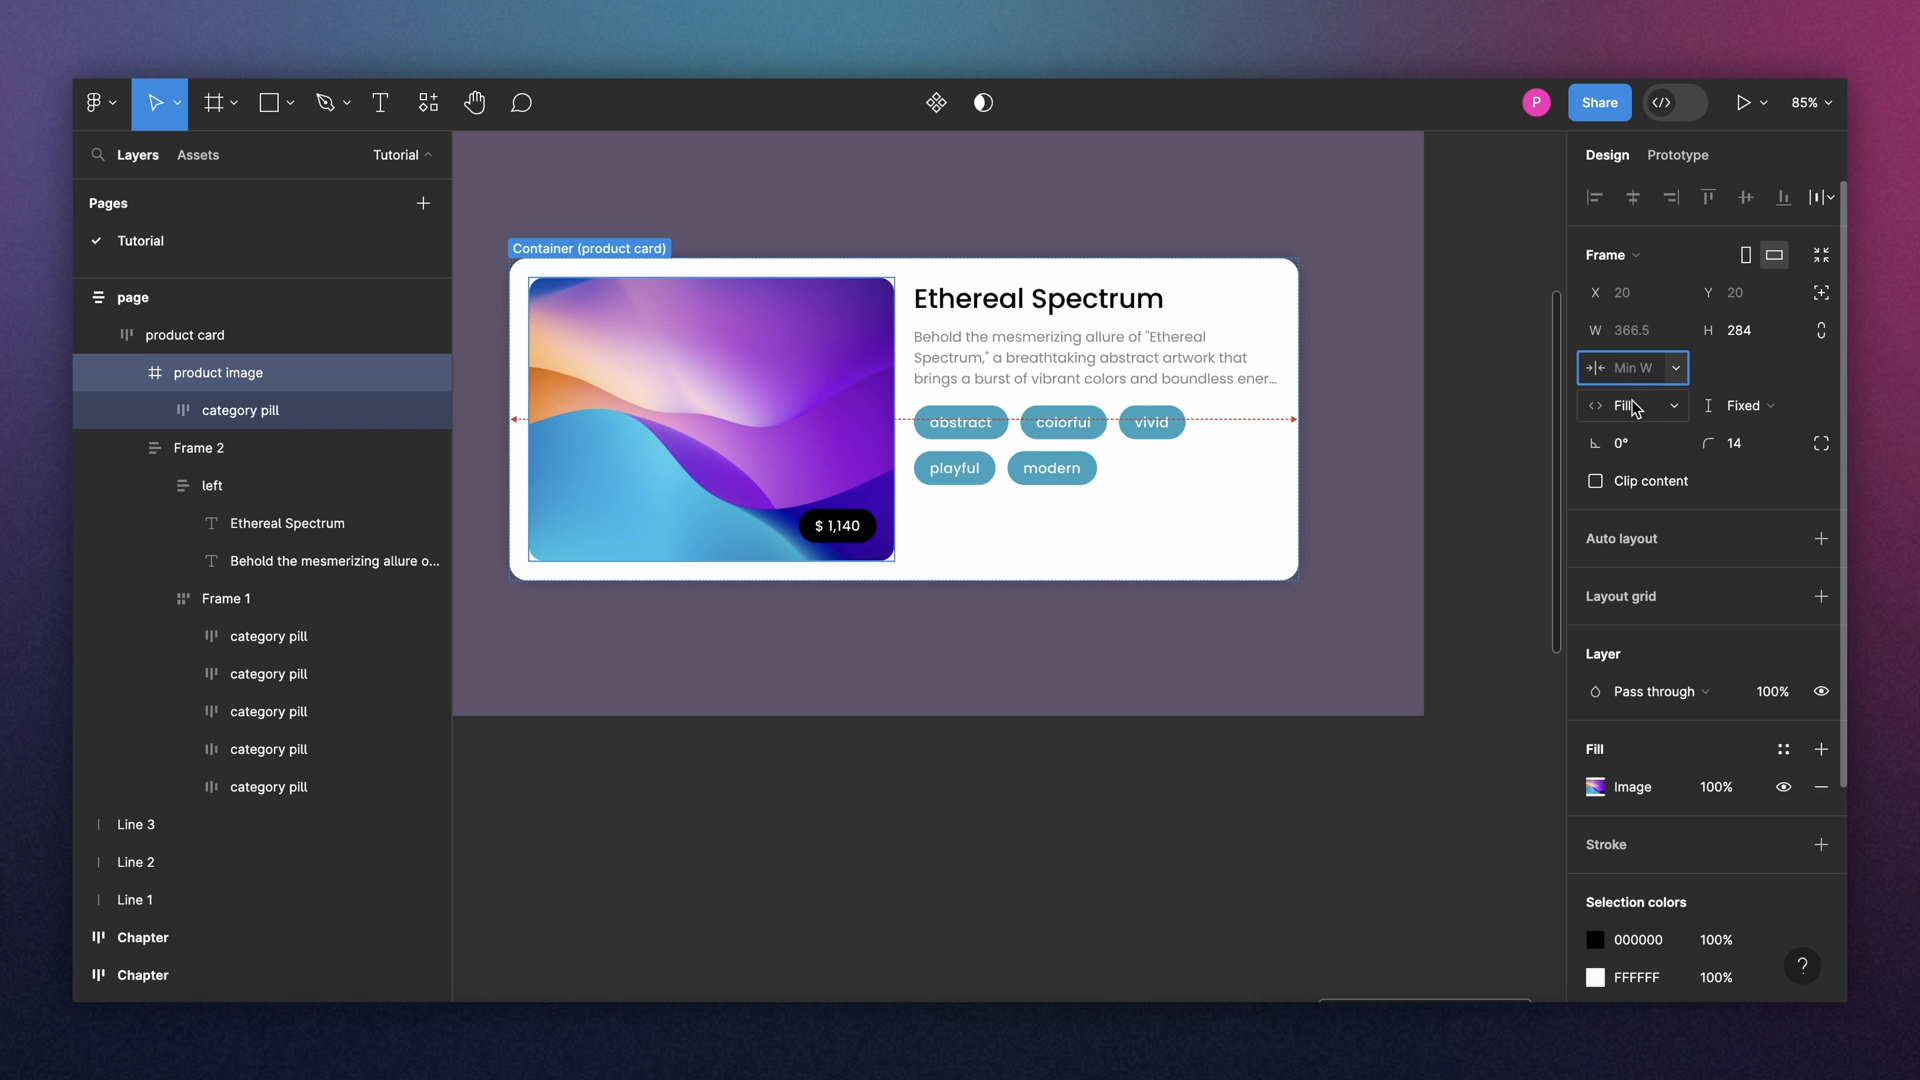 P
Share
85%
Layers
Assets
Tutorial
Pages
Tutorial
page
product card
product image
category pill
Frame 2
left
Ethereal Spectrum
Behold the mesmerizing allure o...
Frame 1
category pill
category pill
category pill
category pill
category pill
Line 3
Line 2
Line 1
Chapter
Chapter
Container (product card)
$ 1,140
Ethereal Spectrum
Behold the mesmerizing allure of "Ethereal
Spectrum," a breathtaking abstract artwork that
brings a burst of vibrant colors and boundless ener...
abstract
colorful
vivid
playful
modern
Design
Prototype
Frame
X 20
Y 20
W 366.5
H 284
Min W
Fill
Fixed
0°
14
Clip content
Auto layout
Layout grid
Layer
Pass through
100%
Fill
Image
100%
Stroke
Selection colors
000000
100%
FFFFFF
100%
?